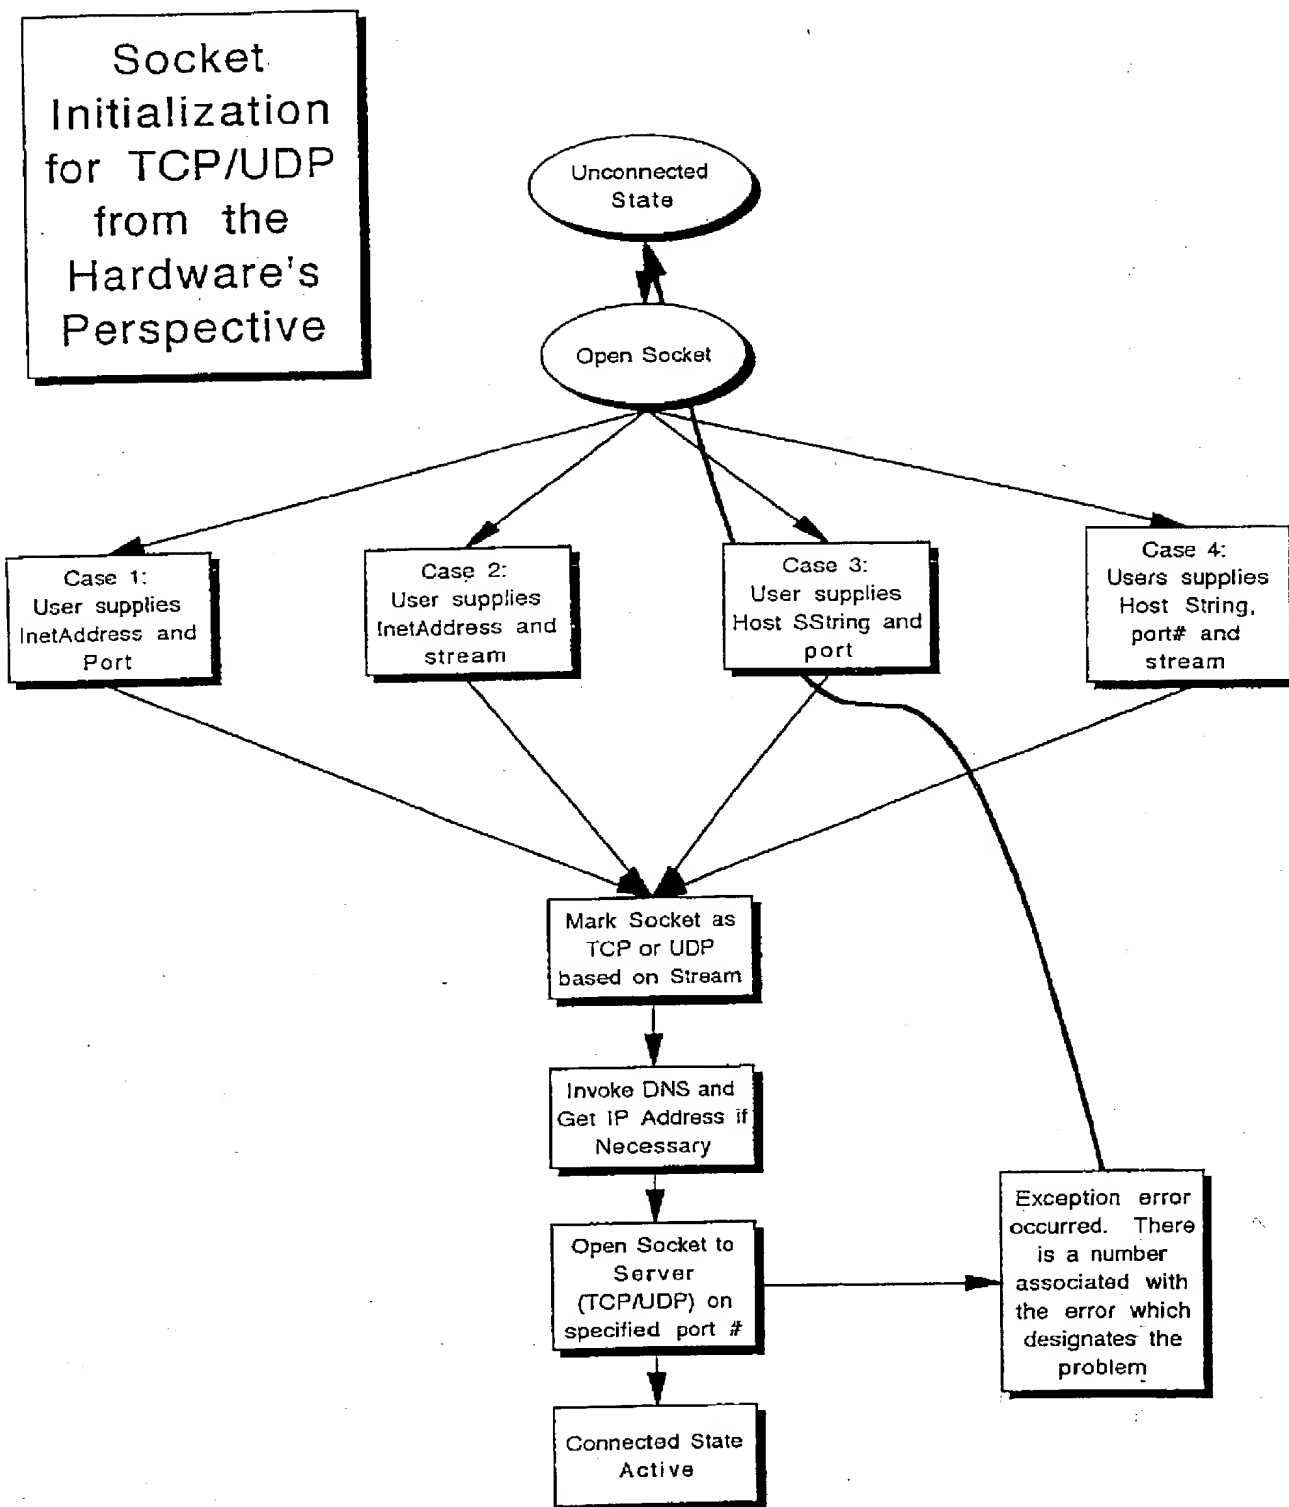 Socket
Initialization
for TCP/UDP
from the
Hardware's
Perspective
Unconnected
State
Open Socket
Case 1:
User supplies
InetAddress and
Port
Case 2:
User supplies
InetAddress and
stream
Case 3:
User supplies
Host SString and
port
Case 4:
Users supplies
Host String,
port# and
stream
Mark Socket as
TCP or UDP
based on Stream
Invoke DNS and
Get IP Address if
Necessary
Open Socket to
Server
(TCP/UDP) on
specified port #
Exception error
occurred. There
is a number
associated with
the error which
designates the
problem
Connected State
Active